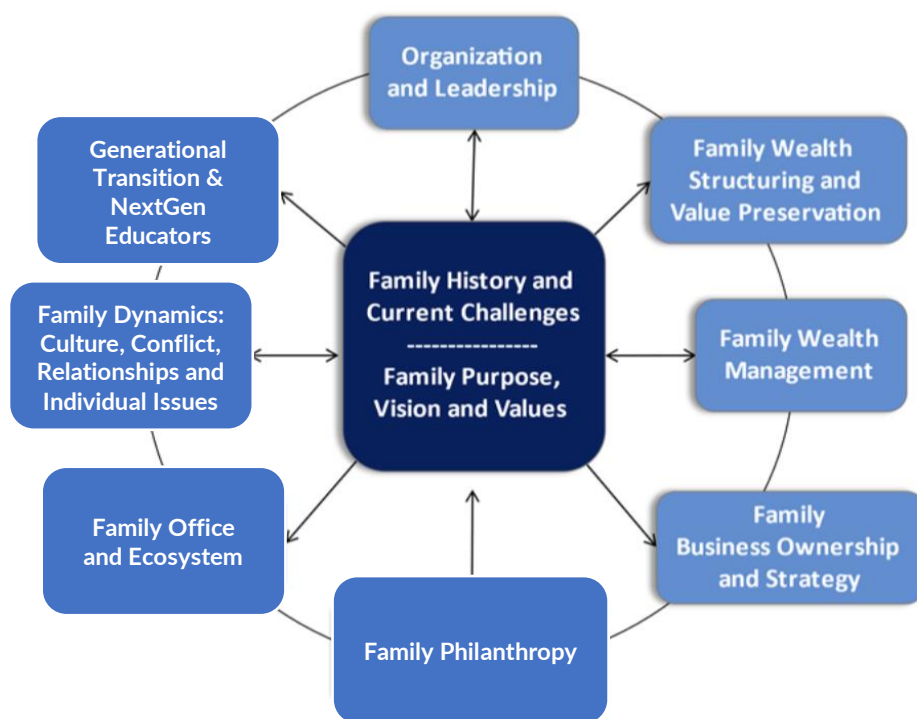 Organization
and Leadership
Generational
Transition &
NextGen
Educators
Family Wealth
Structuring and
Value Preservation
Family History and
Current Challenges
----------------
Family Purpose,
Vision and Values
Family Dynamics:
Culture, Conflict,
Relationships and
Individual Issues
Family Wealth
Management
Family Office
and Ecosystem
Family
Business Ownership
and Strategy
Family Philanthropy